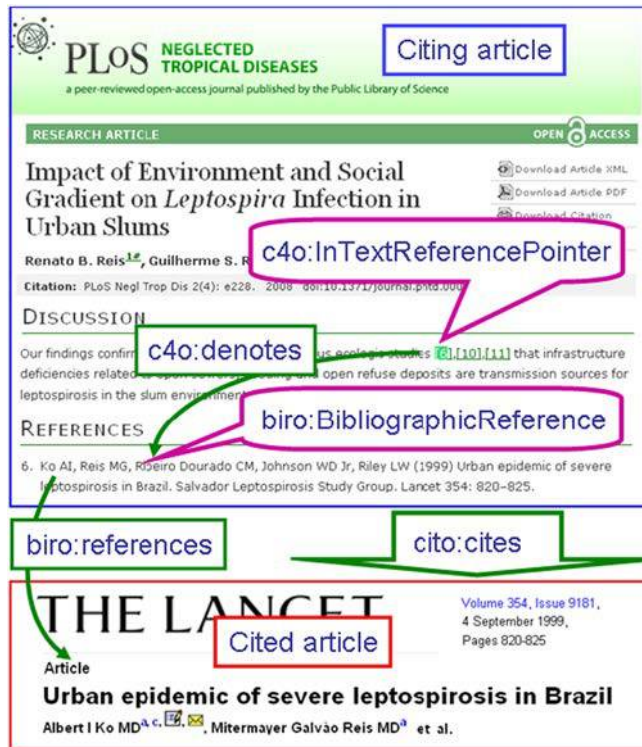 PLoS NEGLECTED
TROPICAL DISEASES
Citing article
a peer-reviewed open-access journal published by the Public Library of Science
RESEARCH ARTICLE
OPEN ACCESS
Impact of Environment and Social
Gradient on Leptospira Infection in
Urban Slums
Download Article XML
Download Article PDF
Download Citation
c4o:InTextReferencePointer
Renato B. Reis1#, Guilherme S. R
Citation: PLoS Negl Trop Dis 2(4): e228. 2008 doi:10.1371/journal.pntd.000
DISCUSSION
c4o:denotes
Our findings confirm us ecologic studies [6],[10],[11] that infrastructure
deficiencies related to open and open refuse deposits are transmission sources for
leptospirosis in the slum environment
biro:BibliographicReference
REFERENCES
6. Ko AI, Reis MG, Ribeiro Dourado CM, Johnson WD Jr, Riley LW (1999) Urban epidemic of severe
leptospirosis in Brazil. Salvador Leptospirosis Study Group. Lancet 354: 820–825.
biro:references
cito:cites
THE LANCET
Cited article
Volume 354, Issue 9181,
4 September 1999,
Pages 820-825
Article
Urban epidemic of severe leptospirosis in Brazil
Albert I Ko MDa, c, , Mitermayer Galvão Reis MDa et al.